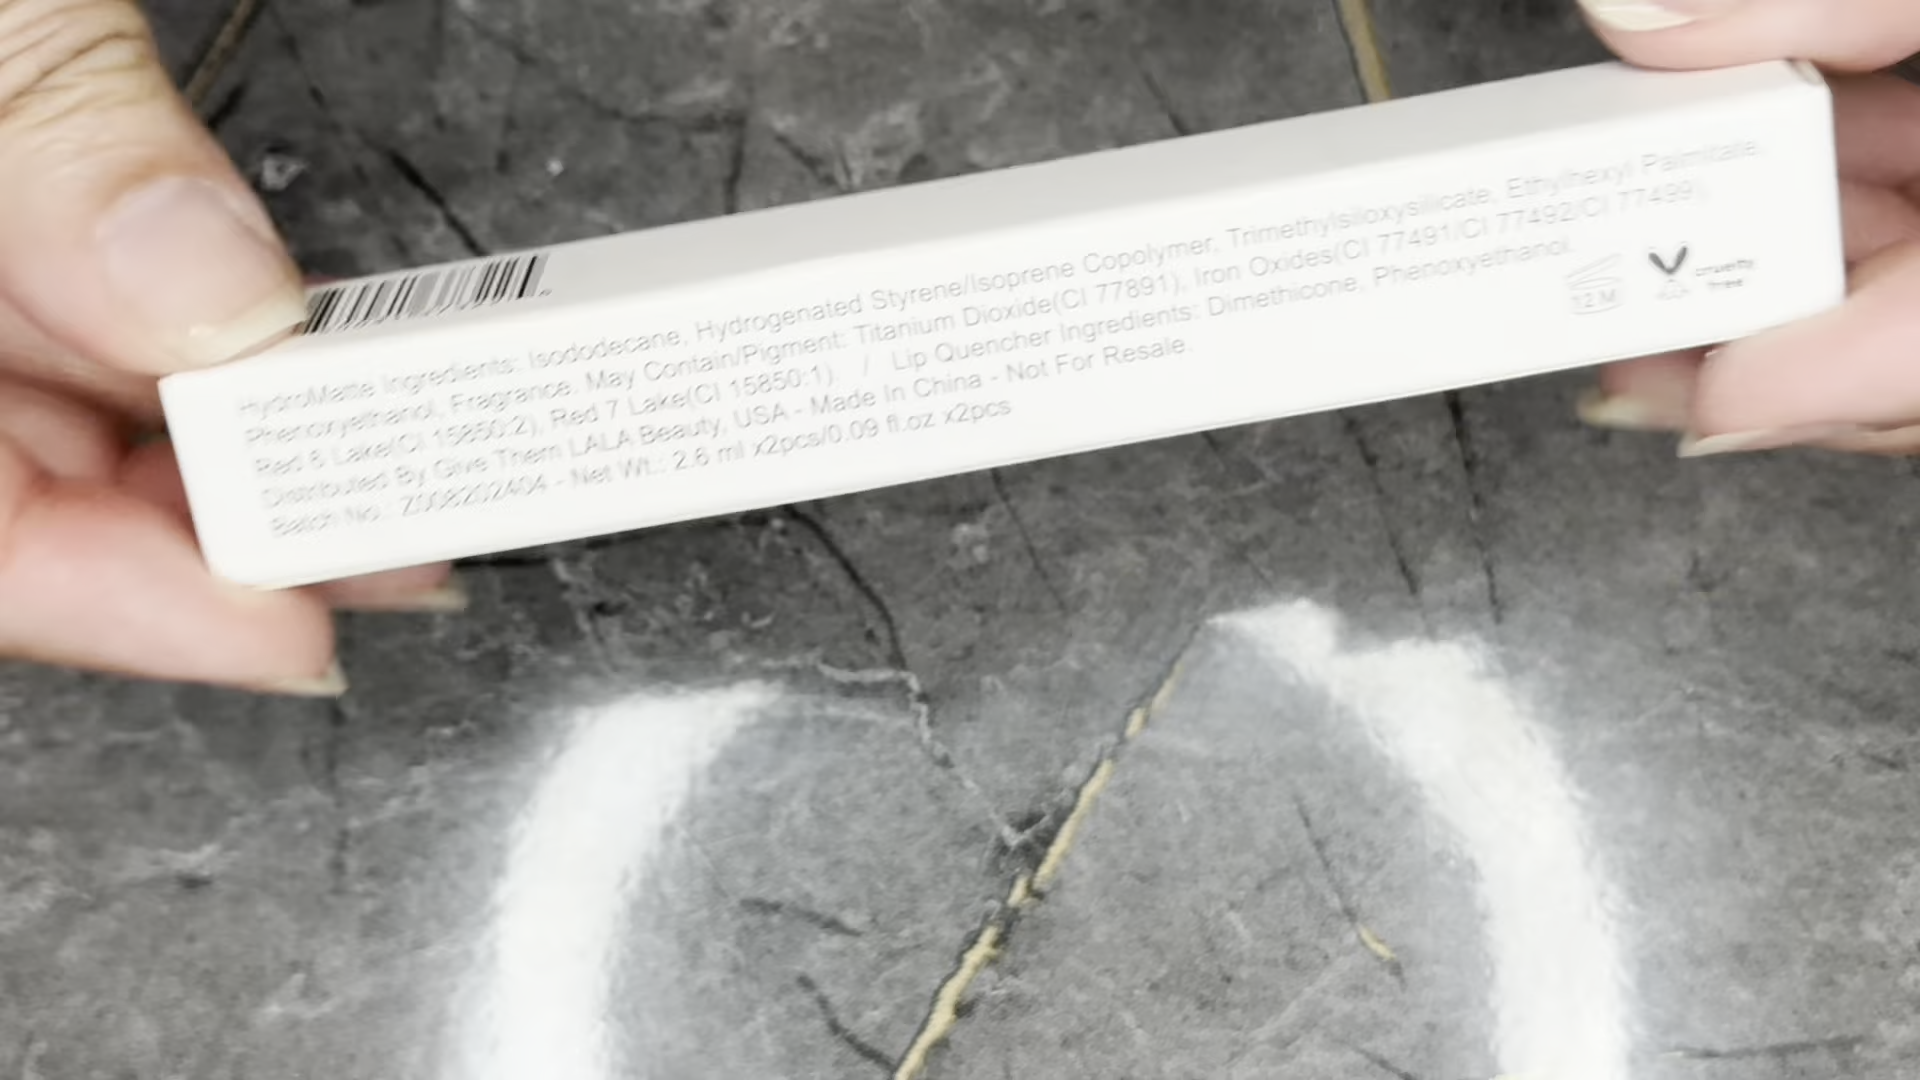 HydroMatte Ingredients: Isododecane, Hydrogenated Styrene/Isoprene Copolymer, Trimethylsiloxysilicate, Ethylhexyl Palmitate,
Phenoxyethanol, Fragrance. May Contain/Pigment: Titanium Dioxide(CI 77891), Iron Oxides(CI 77491/CI 77492/CI 77499),
Red 6 Lake(CI 15850:2), Red 7 Lake(CI 15850:1) / Lip Quencher Ingredients: Dimethicone, Phenoxyethanol.
Distributed By Give Them LALA Beauty, USA - Made In China - Not For Resale.
Batch No.: Z008202404 - Net Wt.: 2.6 ml x2pcs/0.09 fl.oz x2pcs
12 M
cruelty
free